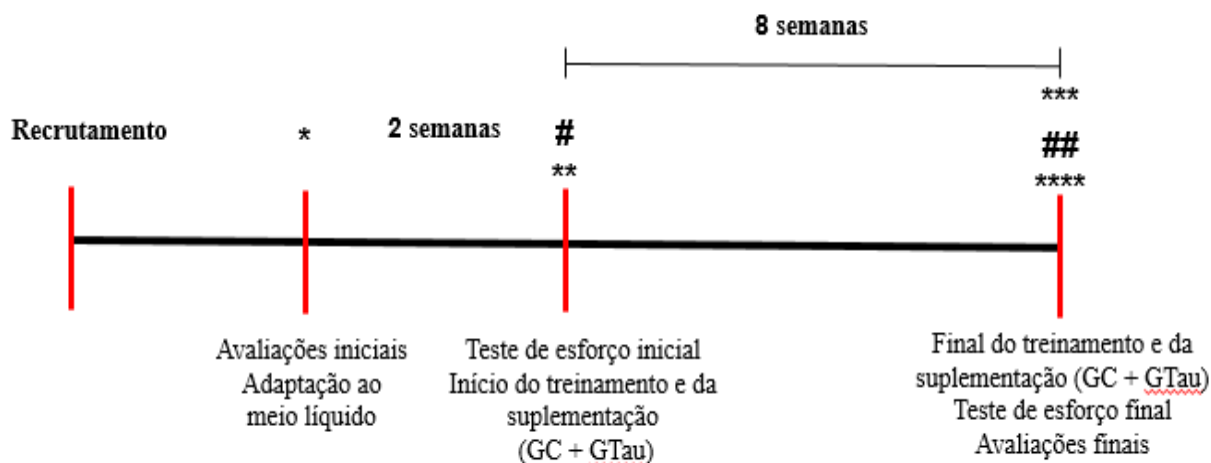 8 semanas
***
Recrutamento * 2 semanas # ##
** ****
Avaliações iniciais
Adaptação ao
meio líquido
Teste de esforço inicial
Início do treinamento e da
suplementação
(GC + GTau)
Final do treinamento e da
suplementação (GC + GTau)
Teste de esforço final
Avaliações finais